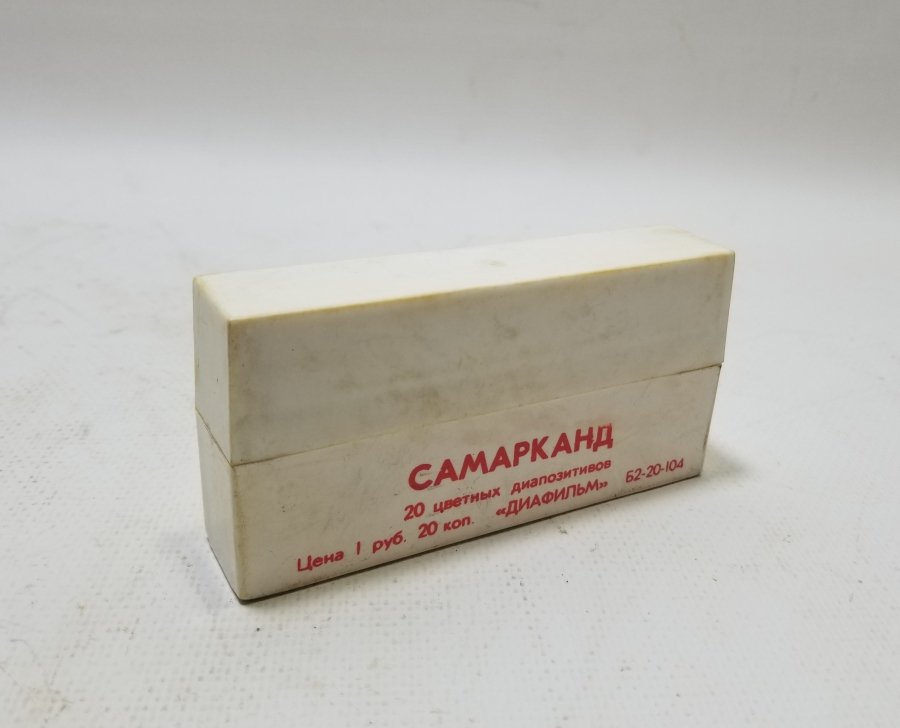 САМАРКАНД
20 цветных диапозитивов
Цена 1 руб. 20 коп. «ДИАФИЛЬМ» Б2-20-104